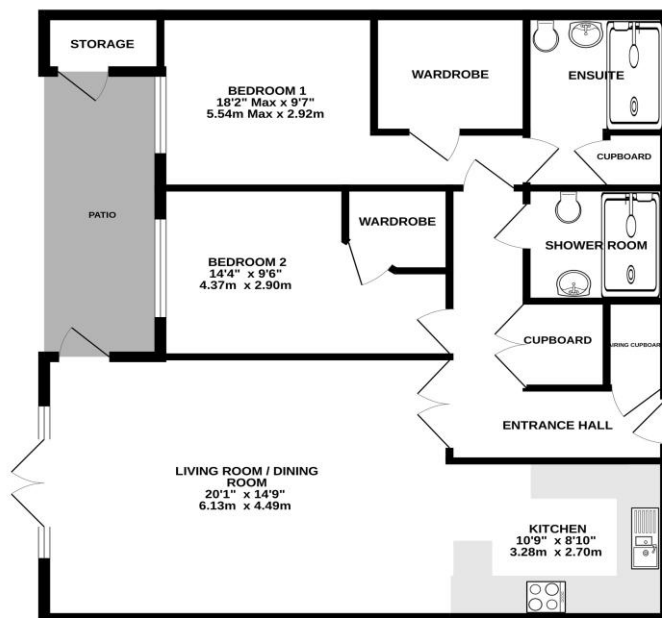 STORAGE
BEDROOM 1
18'2" Max x 9'7"
5.54m Max x 2.92m
WARDROBE
ENSUITE
CUPBOARD
PATIO
WARDROBE
SHOWER ROOM
BEDROOM 2
14'4" x 9'6"
4.37m x 2.90m
CUPBOARD
AIRING CUPBOARD
ENTRANCE HALL
LIVING ROOM / DINING
ROOM
20'1" x 14'9"
6.13m x 4.49m
KITCHEN
10'9" x 8'10"
3.28m x 2.70m